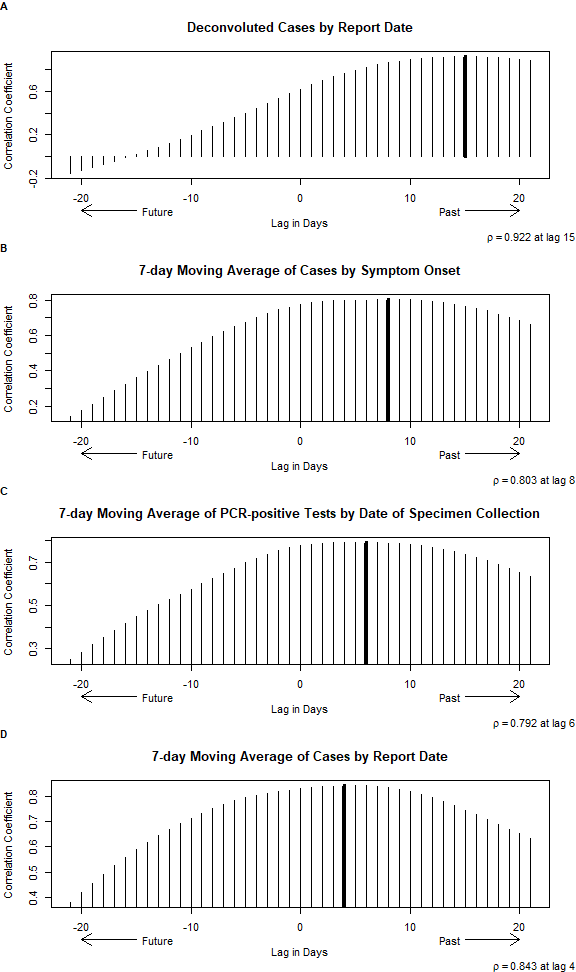 A
Deconvoluted Cases by Report Date
Correlation Coefficient
-0.2 0.2 0.6
-20 -10 0 10 20
Future Past
Lag in Days
ρ = 0.922 at lag 15
B
7-day Moving Average of Cases by Symptom Onset
Correlation Coefficient
0.2 0.4 0.6 0.8
-20 -10 0 10 20
Future Lag in Days Past
ρ = 0.803 at lag 8
C
7-day Moving Average of PCR-positive Tests by Date of Specimen Collection
Correlation Coefficient
0.3 0.5 0.7
-20 -10 0 10 20
Future Past
Lag in Days
ρ = 0.792 at lag 6
D
7-day Moving Average of Cases by Report Date
Correlation Coefficient
0.4 0.5 0.6 0.7 0.8
-20 -10 0 10 20
Future Past
Lag in Days
ρ = 0.843 at lag 4